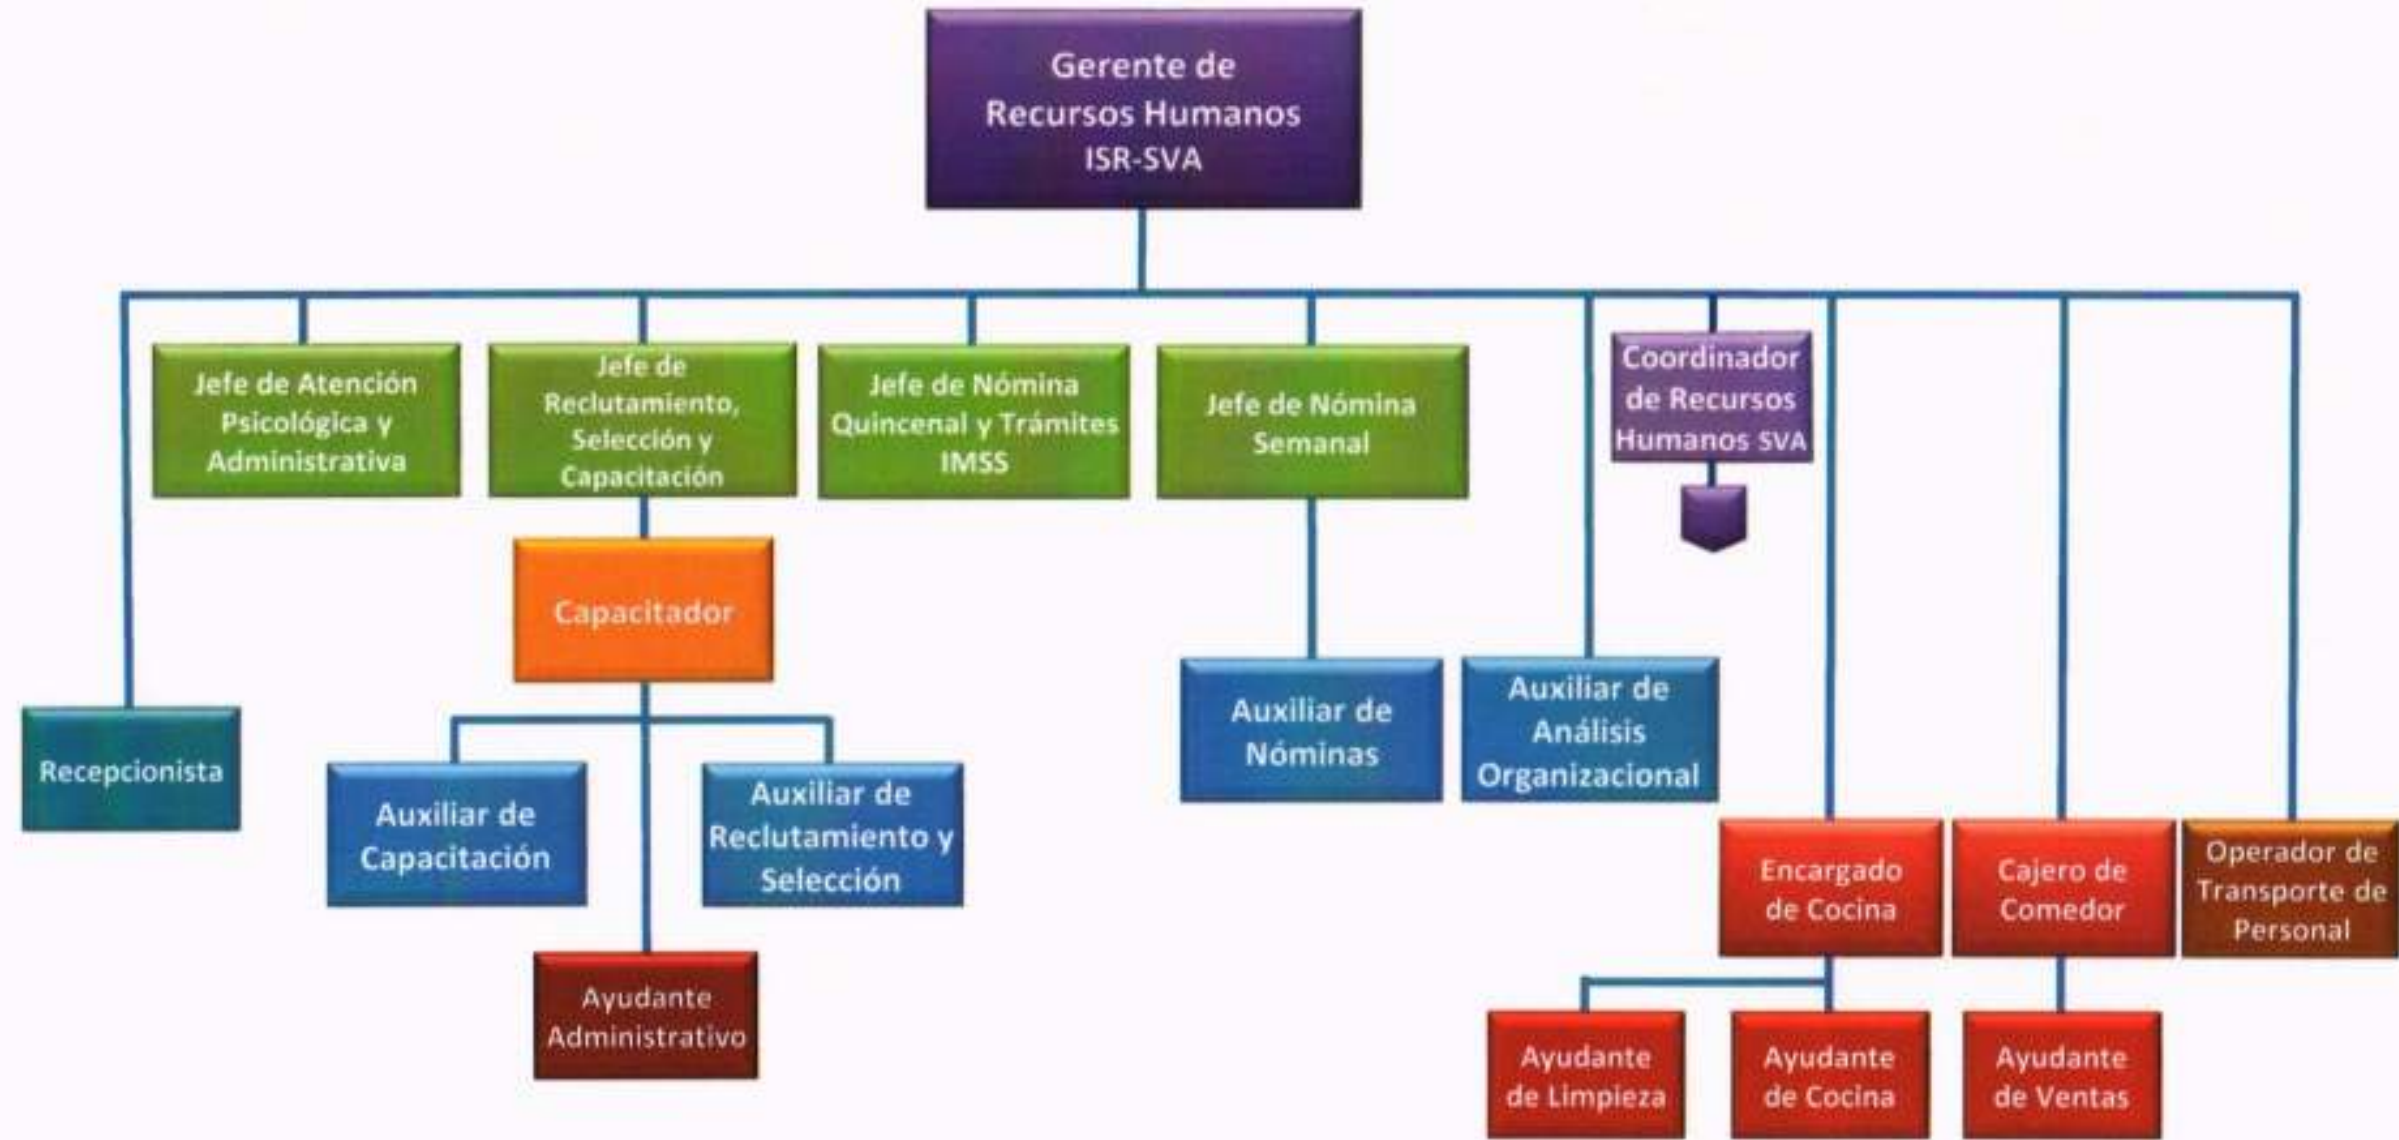 Gerente de
Recursos Humanos
ISR-SVA
Jefe de Atención
Psicológica y
Administrativa
Jefe de
Reclutamiento,
Selección y
Capacitación
Jefe de Nómina
Quincenal y Trámites
IMSS
Jefe de Nómina
Semanal
Coordinador
de Recursos
Humanos SVA
Capacitador
Recepcionista
Auxiliar de
Capacitación
Auxiliar de
Reclutamiento y
Selección
Auxiliar de
Nóminas
Auxiliar de
Análisis
Organizacional
Encargado
de Cocina
Cajero de
Comedor
Operador de
Transporte de
Personal
Ayudante
Administrativo
Ayudante
de Limpieza
Ayudante
de Cocina
Ayudante
de Ventas